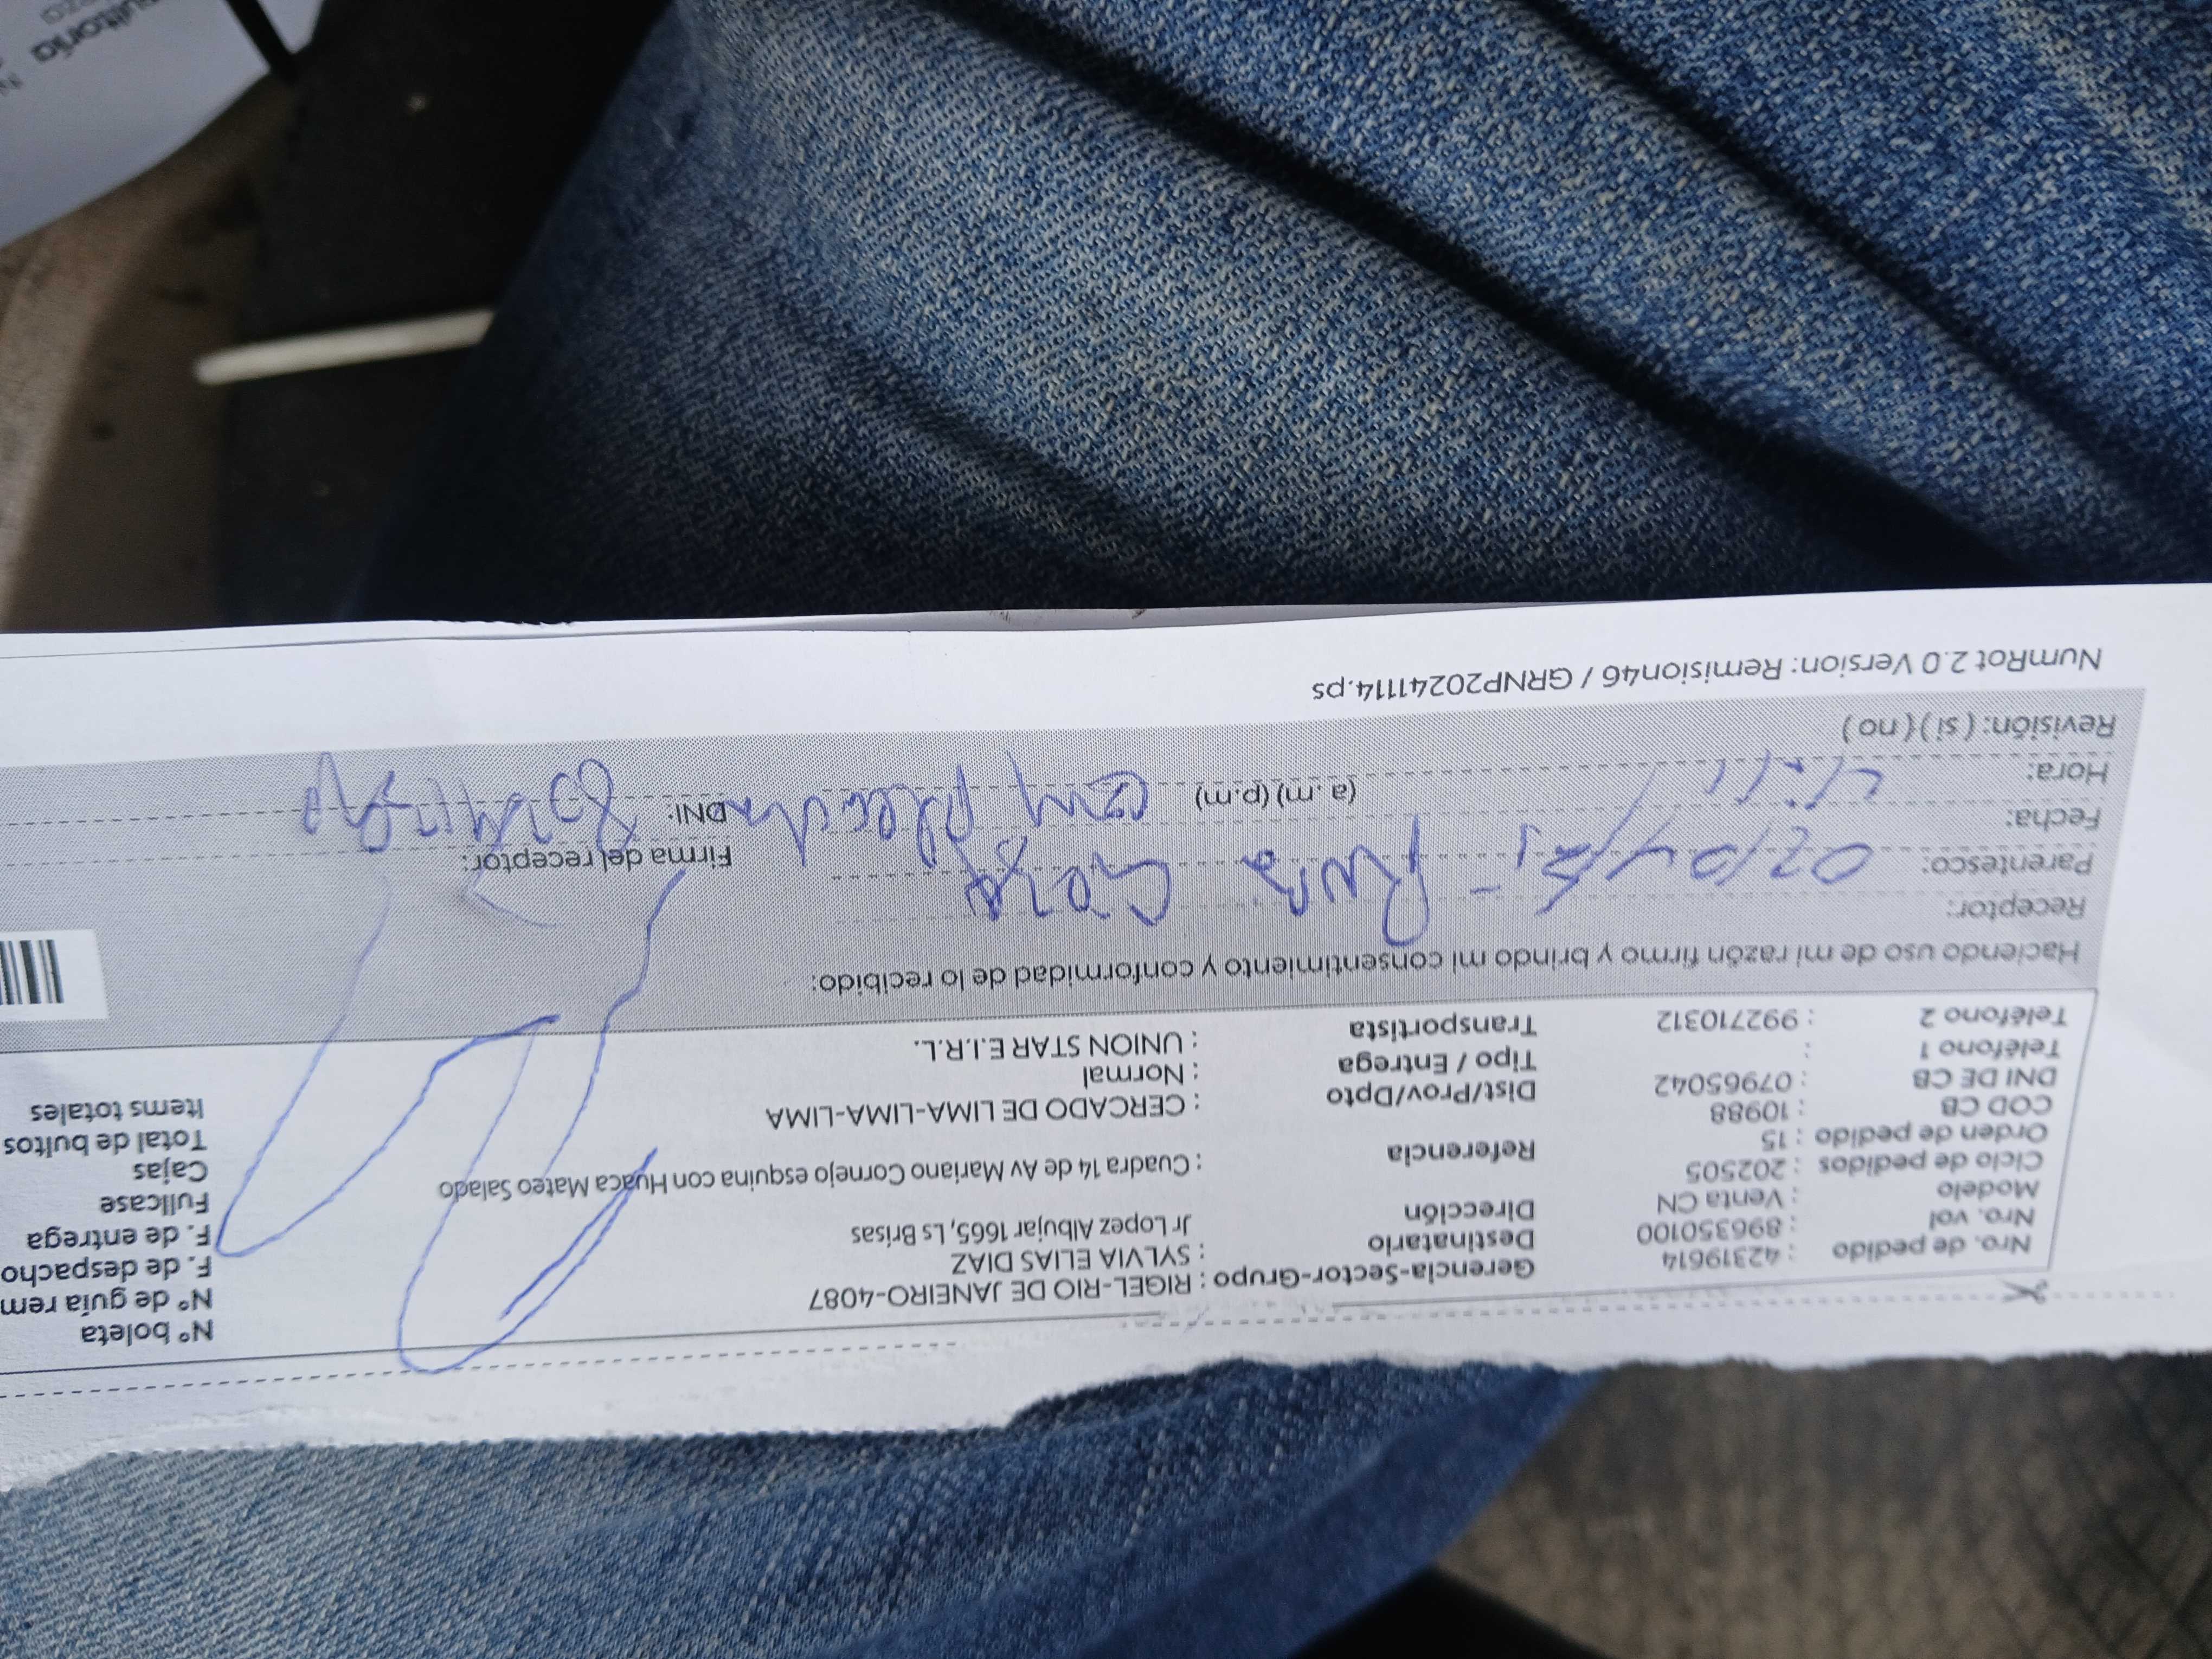 Nº boleta
Gerencia-Sector-Grupo : RIGEL-RIO DE JANEIRO-4087
Nº de guía rem
Nro. de pedido : 42319614
Destinatario : SYLVIA ELIAS DIAZ
F. de despacho
Nro. vol : 896350100
Dirección Jr Lopez Albujar 1665, Ls Brisas
F. de entrega
Modelo : Venta CN
Fullcase
Ciclo de pedidos : 202505
Referencia : Cuadra 14 de Av Mariano Cornejo esquina con Huaca Mateo Salado
Cajas
Orden de pedido : 15
Total de bultos
COD CB : 10988
Dist/Prov/Dpto : CERCADO DE LIMA-LIMA-LIMA
Items totales
DNI DE CB : 07965042
Tipo / Entrega : Normal
Teléfono 1 :
Transportista : UNION STAR E.I.R.L.
Teléfono 2 : 992710312
Haciendo uso de mi razón firmo y brindo mi consentimiento y conformidad de lo recibido:
Receptor:
Parentesco:
Firma del receptor:
Fecha:
DNI:
Hora: (a. m) (p.m)
Revisión: ( si ) ( no )
NumRot 2.0 Version: Remision46 / GRNP20241114.ps